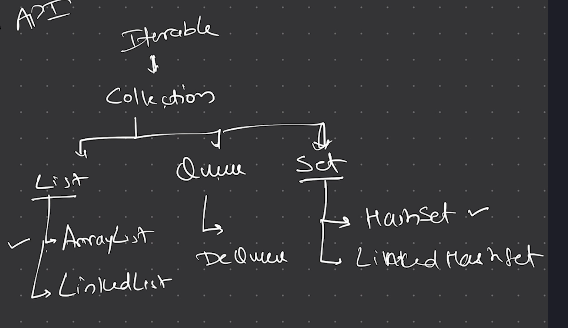 API
Iterable
Collection
List
Queue
Set
ArrayList
LinkedList
DeQueue
HashSet
LinkedHashSet